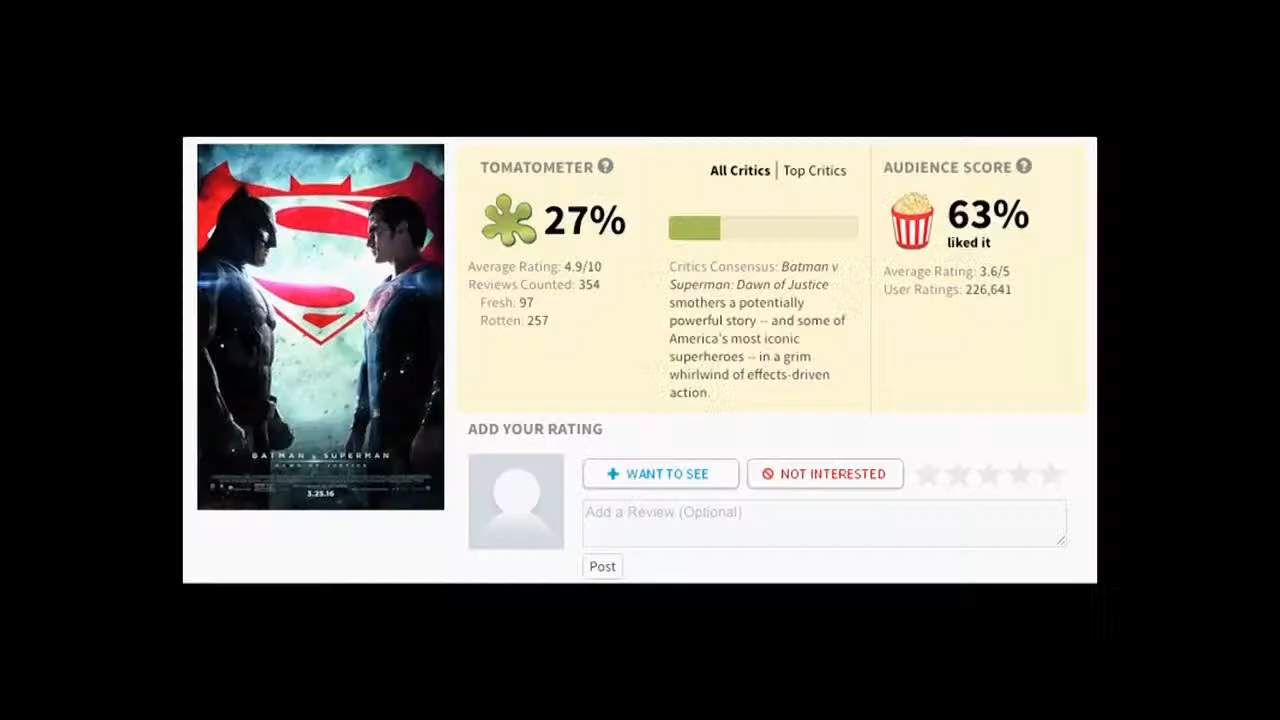 BATMAN v SUPERMAN
DAWN OF JUSTICE
3.25.16
TOMATOMETER ?
27%
Average Rating: 4.9/10
Reviews Counted: 354
Fresh: 97
Rotten: 257
All Critics | Top Critics
Critics Consensus: Batman v
Superman: Dawn of Justice
smothers a potentially
powerful story -- and some of
America's most iconic
superheroes -- in a grim
whirlwind of effects-driven
action.
AUDIENCE SCORE ?
63%
liked it
Average Rating: 3.6/5
User Ratings: 226,641
ADD YOUR RATING
+ WANT TO SEE
NOT INTERESTED
Add a Review (Optional)
Post